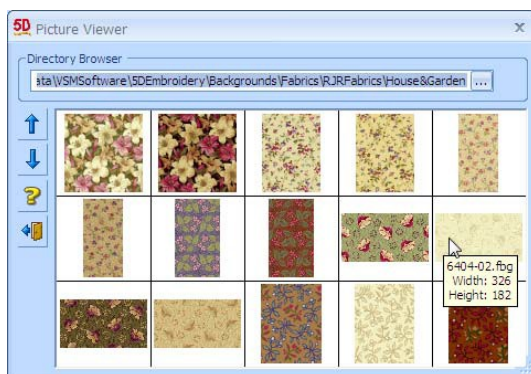 5D Picture Viewer
Directory Browser
ata\VSMSoftware\5DEmbroidery\Backgrounds\Fabrics\RJRFabrics\House&Garden ...
?
6404-02.fbg
Width: 326
Height: 182